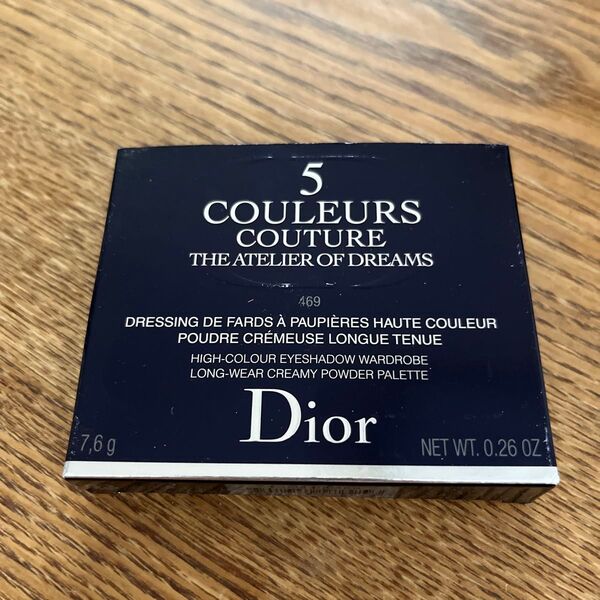 5
COULEURS
COUTURE
THE ATELIER OF DREAMS
469
DRESSING DE FARDS À PAUPIÈRES HAUTE COULEUR
POUDRE CRÉMEUSE LONGUE TENUE
HIGH-COLOUR EYESHADOW WARDROBE
LONG-WEAR CREAMY POWDER PALETTE
Dior
7,6 g NET WT. 0.26 OZ